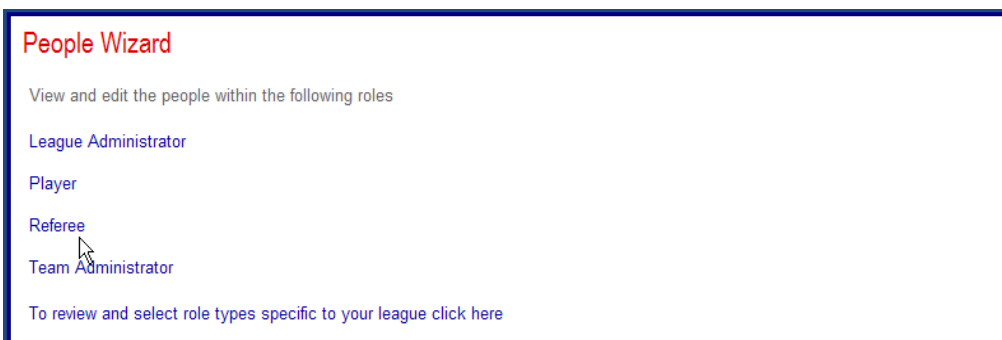 People Wizard
View and edit the people within the following roles
League Administrator
Player
Referee
Team Administrator
To review and select role types specific to your league click here